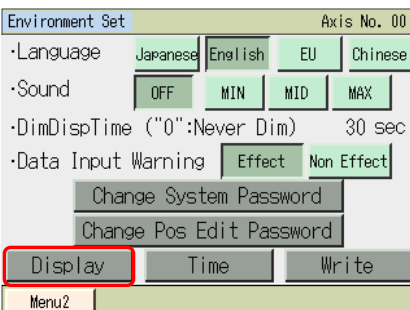 Environment Set Axis No. 00
·Language Japanese English EU Chinese
·Sound OFF MIN MID MAX
·DimDispTime ("0":Never Dim) 30 sec
·Data Input Warning Effect Non Effect
Change System Password
Change Pos Edit Password
Display Time Write
Menu2